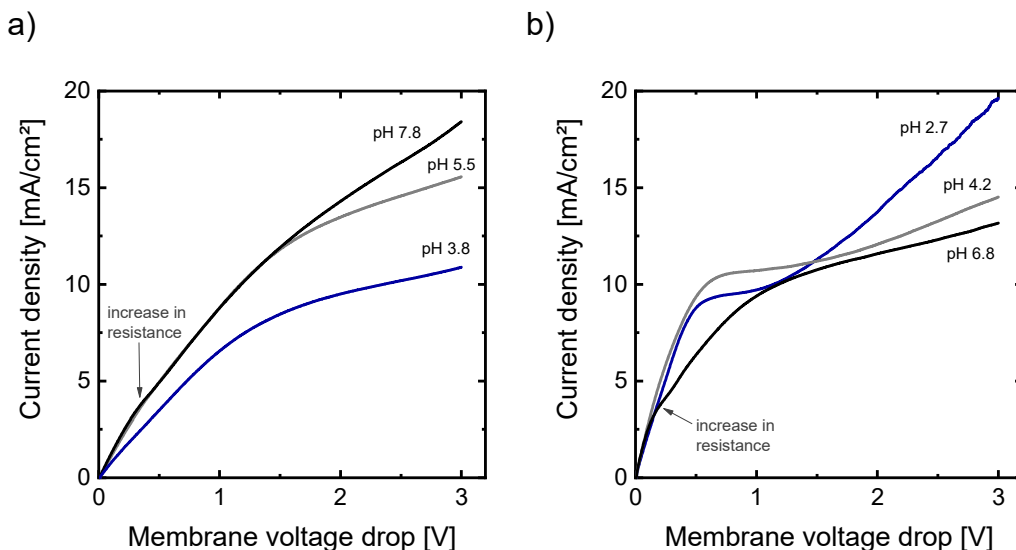 a)
20
15
10
5
0
0
1
2
3
Current density [mA/cm²]
Membrane voltage drop [V]
pH 7.8
pH 5.5
pH 3.8
increase in
resistance
b)
20
15
10
5
0
0
1
2
3
Current density [mA/cm²]
Membrane voltage drop [V]
pH 2.7
pH 4.2
pH 6.8
increase in
resistance